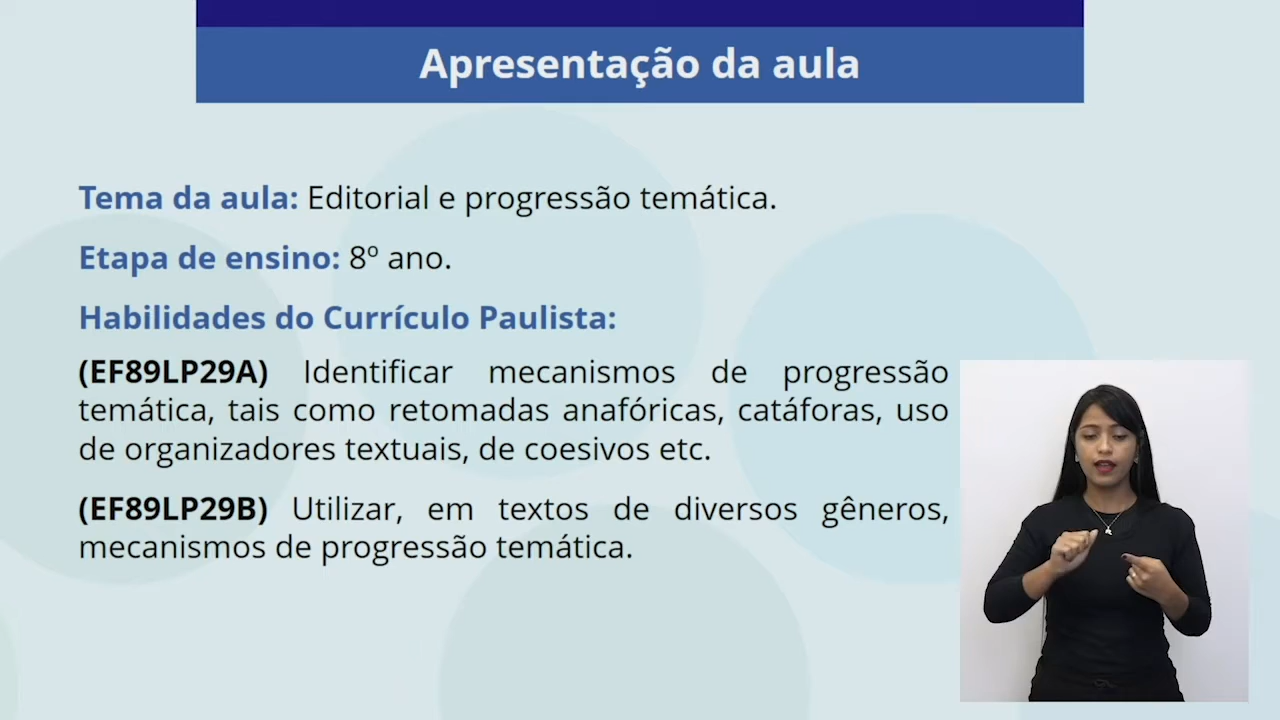 Apresentação da aula
Tema da aula: Editorial e progressão temática.
Etapa de ensino: 8º ano.
Habilidades do Currículo Paulista:
(EF89LP29A) Identificar mecanismos de progressão
temática, tais como retomadas anafóricas, catáforas, uso
de organizadores textuais, de coesivos etc.
(EF89LP29B) Utilizar, em textos de diversos gêneros,
mecanismos de progressão temática.